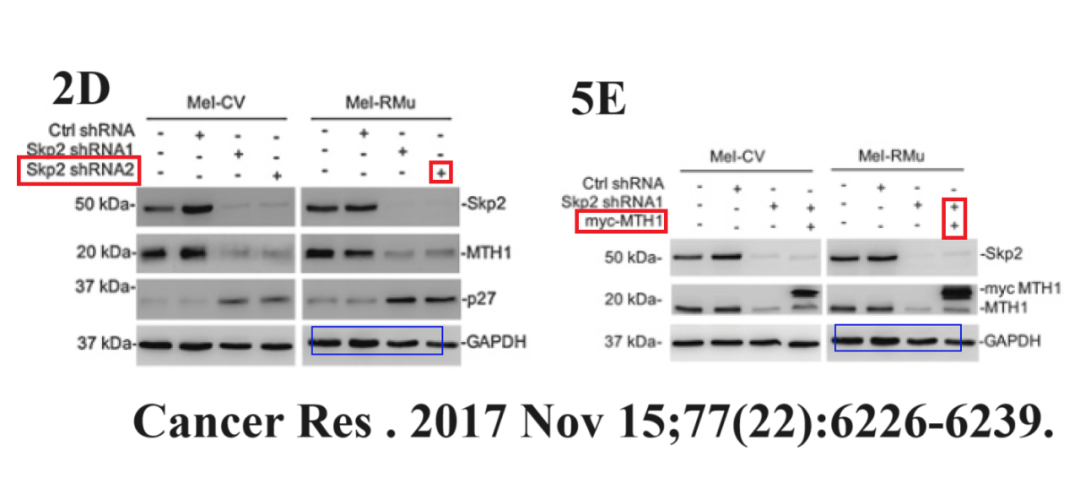 2D
Mel-CV Mel-RMu
Ctrl shRNA - + - - - + - -
Skp2 shRNA1 - - + - - - + -
Skp2 shRNA2 - - - + - - - +
50 kDa- -Skp2
20 kDa- -MTH1
37 kDa- -p27
37 kDa- -GAPDH
5E
Mel-CV Mel-RMu
Ctrl shRNA - + - - - + - -
Skp2 shRNA1 - - + + - - + +
myc-MTH1 - - - + - - - +
50 kDa- -Skp2
-myc MTH1
20 kDa- -MTH1
37 kDa- -GAPDH
Cancer Res . 2017 Nov 15;77(22):6226-6239.